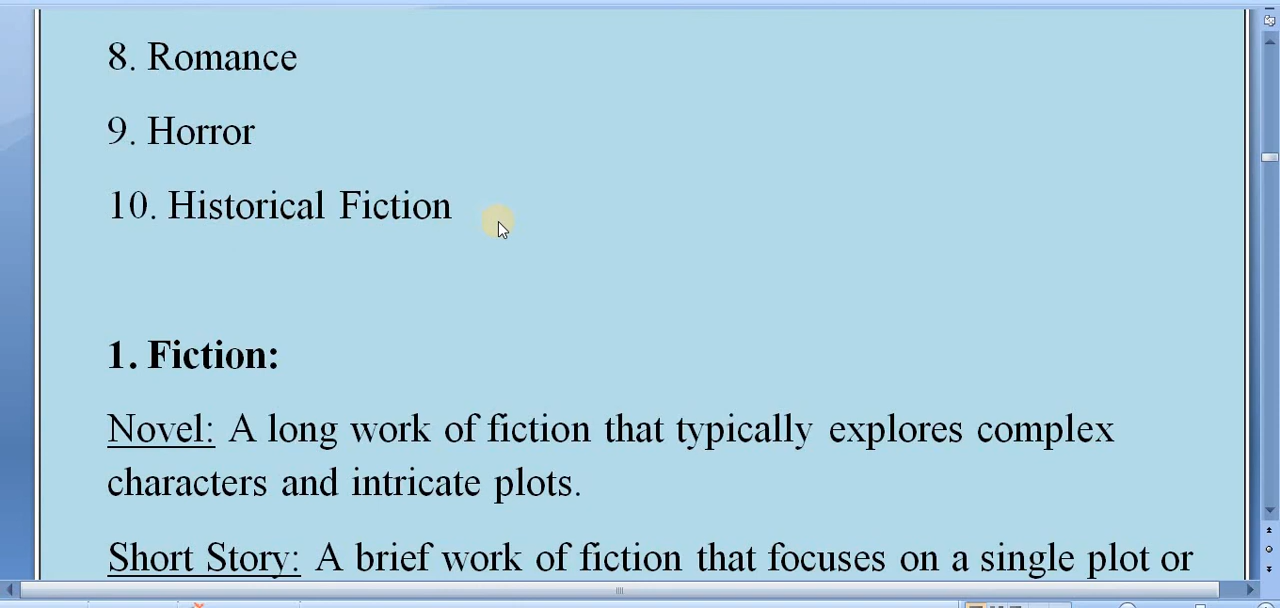 8. Romance
9. Horror
10. Historical Fiction
1. Fiction:
Novel: A long work of fiction that typically explores complex
characters and intricate plots.
Short Story: A brief work of fiction that focuses on a single plot or